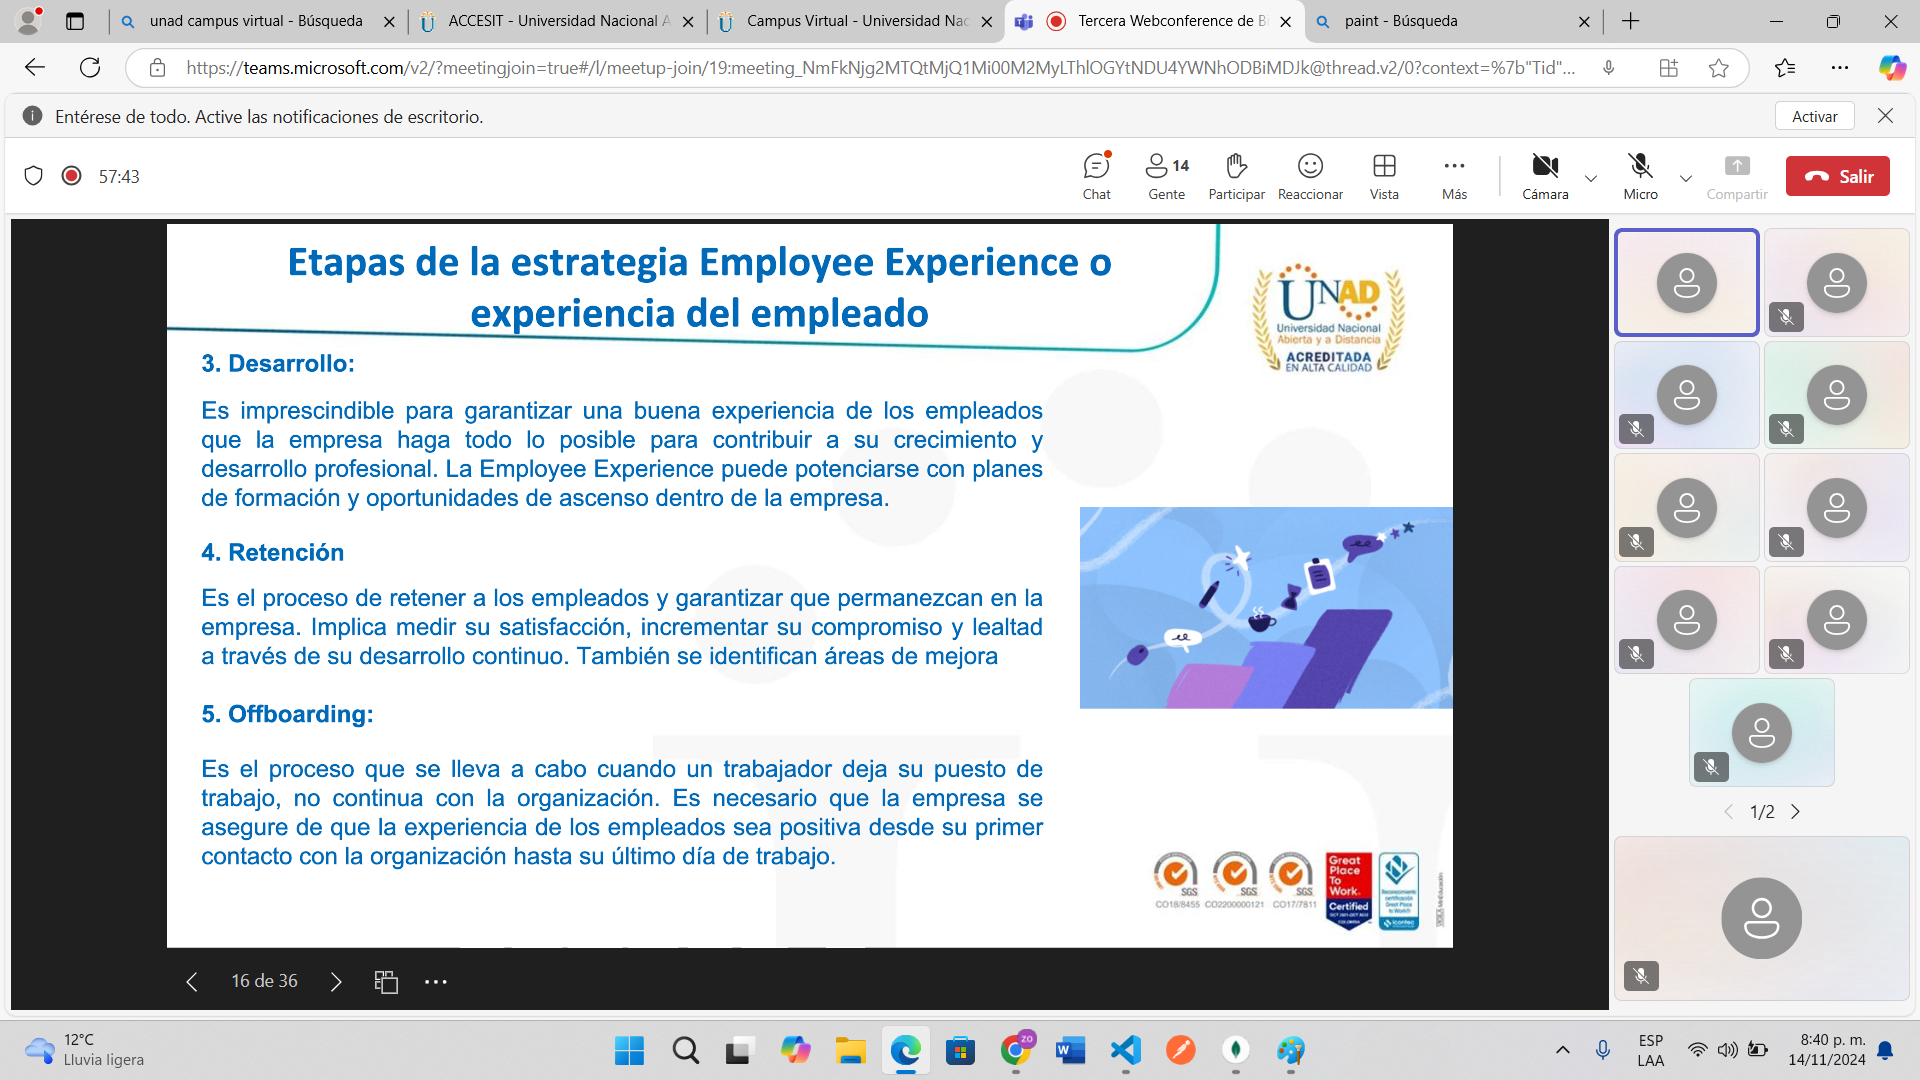 unad campus virtual - Búsqueda
ACCESIT - Universidad Nacional A
Campus Virtual - Universidad Nac
Tercera Webconference de Bi
paint - Búsqueda
https://teams.microsoft.com/v2/?meetingjoin=true#/l/meetup-join/19:meeting_NmFkNjg2MTQtMjQ1Mi00M2MyLThlOGYtNDU4YWNhODBiMDJk@thread.v2/0?context=%7b"Tid"...
Entérese de todo. Active las notificaciones de escritorio.
Activar
57:43
Chat
14
Gente
Participar
Reaccionar
Vista
Más
Cámara
Micro
Compartir
Salir
Etapas de la estrategia Employee Experience o
experiencia del empleado
UNAD
Universidad Nacional
Abierta y a Distancia
ACREDITADA
EN ALTA CALIDAD
3. Desarrollo:
Es imprescindible para garantizar una buena experiencia de los empleados
que la empresa haga todo lo posible para contribuir a su crecimiento y
desarrollo profesional. La Employee Experience puede potenciarse con planes
de formación y oportunidades de ascenso dentro de la empresa.
4. Retención
Es el proceso de retener a los empleados y garantizar que permanezcan en la
empresa. Implica medir su satisfacción, incrementar su compromiso y lealtad
a través de su desarrollo continuo. También se identifican áreas de mejora
5. Offboarding:
Es el proceso que se lleva a cabo cuando un trabajador deja su puesto de
trabajo, no continua con la organización. Es necesario que la empresa se
asegure de que la experiencia de los empleados sea positiva desde su primer
contacto con la organización hasta su último día de trabajo.
SGS
SGS
SGS
CO18/8455
CO2200000121
CO17/7811
Great
Place
To
Work.
Certified
icontec
1/2
16 de 36
12°C
Lluvia ligera
ZO
ESP
LAA
8:40 p. m.
14/11/2024